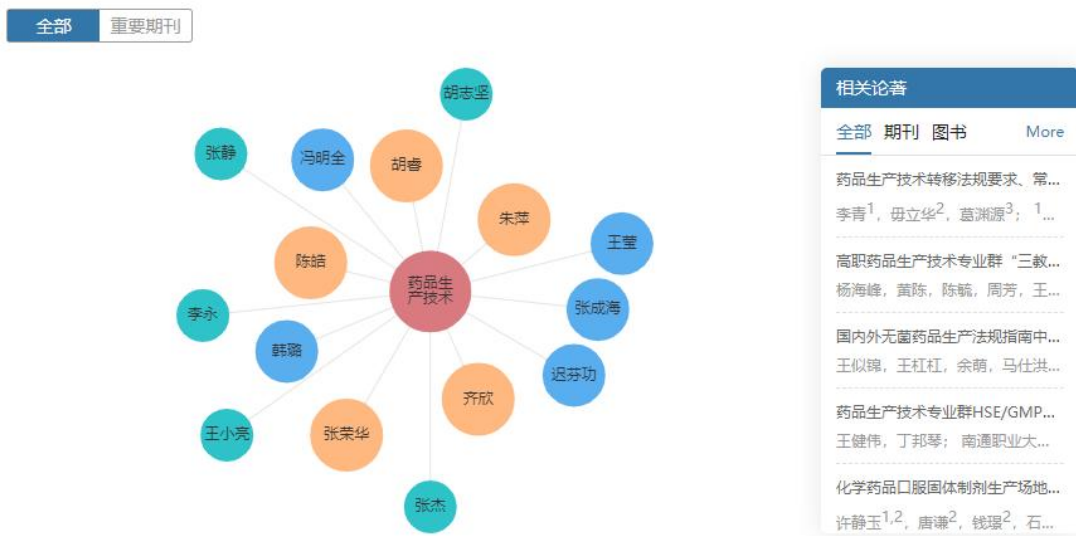 全部 重要期刊
胡志坚
张静
冯明全
胡睿
朱萍
王莹
陈皓
药品生
产技术
张成海
李永
韩璐
迟芬功
齐欣
王小亮
张荣华
张杰
相关论著
全部 期刊 图书 More
药品生产技术转移法规要求、常...
李青1，毋立华2，葛渊源3； 1...
高职药品生产技术专业群“三教...
杨海峰，黄陈，陈毓，周芳，王...
国内外无菌药品生产法规指南中...
王似锦，王杠杠，余萌，马仕洪...
药品生产技术专业群HSE/GMP...
王健伟，丁邦琴； 南通职业大...
化学药品口服固体制剂生产场地...
许静玉1,2，唐谦2，钱璟2，石...